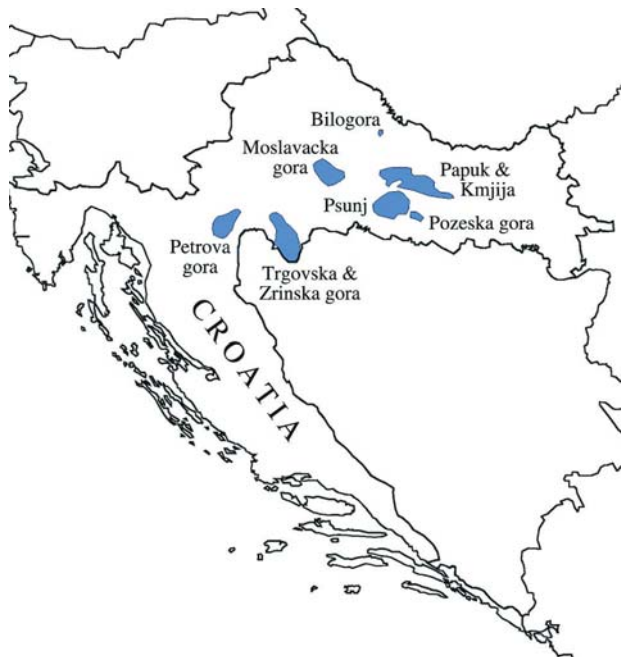 Bilogora
Moslavacka
gora
Papuk &
Kmjija
Psunj
Pozeska gora
Petrova
gora
Trgovska &
Zrinska gora
CROATIA